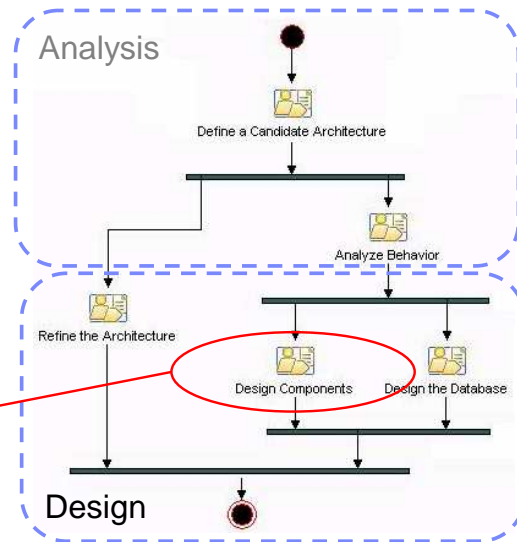 Analysis
Define a Candidate Architecture
Analyze Behavior
Refine the Architecture
Design Components
Design the Database
Design